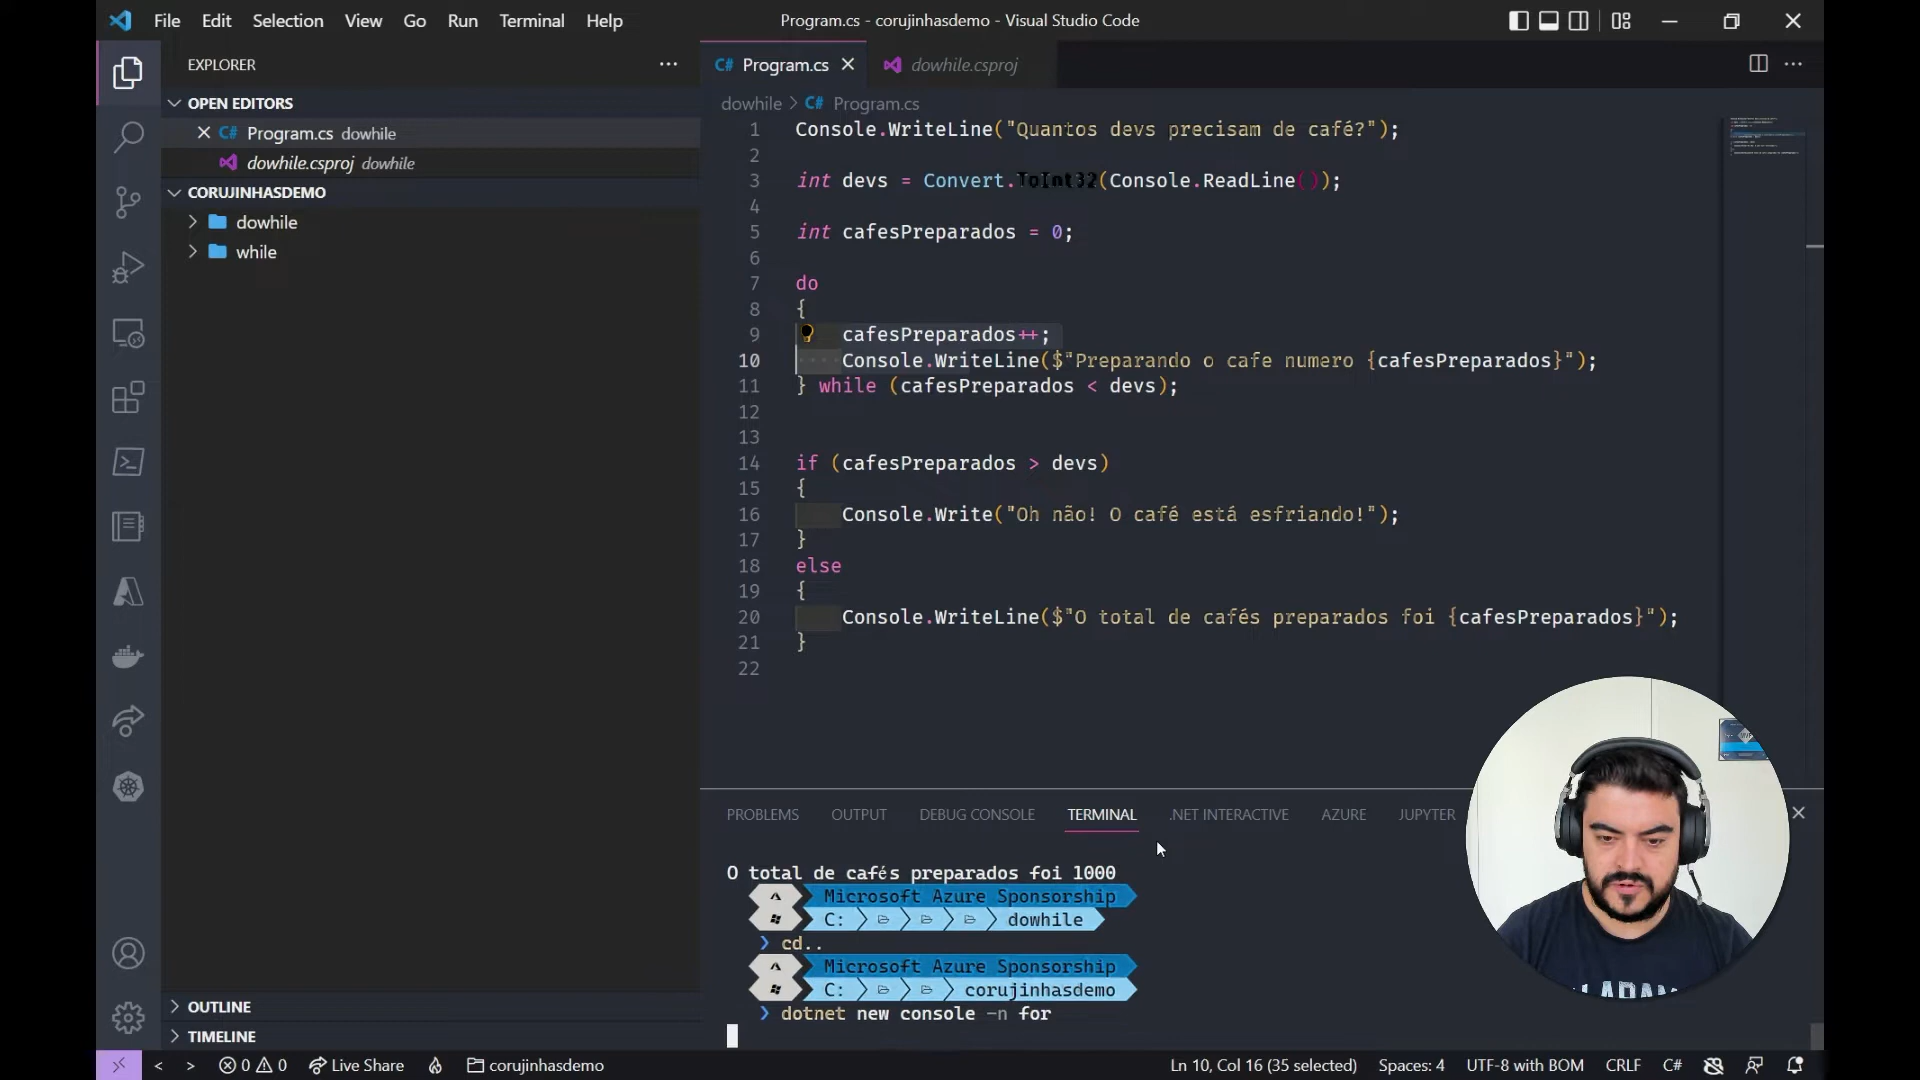 File Edit Selection View Go Run Terminal Help
Program.cs - corujinhasdemo - Visual Studio Code
EXPLORER
OPEN EDITORS
Program.cs dowhile
dowhile.csproj dowhile
CORUJINHASDEMO
dowhile
while
OUTLINE
TIMELINE
C# Program.cs
dowhile.csproj
dowhile > C# Program.cs
1 Console.WriteLine("Quantos devs precisam de café?");
2
3 int devs = Convert.ToInt32(Console.ReadLine());
4
5 int cafesPreparados = 0;
6
7 do
8 {
9 cafesPreparados++;
10 Console.WriteLine($"Preparando o cafe numero {cafesPreparados}");
11 } while (cafesPreparados < devs);
12
13
14 if (cafesPreparados > devs)
15 {
16 Console.Write("Oh não! O café está esfriando!");
17 }
18 else
19 {
20 Console.WriteLine($"O total de cafés preparados foi {cafesPreparados}");
21 }
22
PROBLEMS OUTPUT DEBUG CONSOLE TERMINAL .NET INTERACTIVE AZURE JUPYTER
O total de cafés preparados foi 1000
Microsoft Azure Sponsorship
C: dowhile
❯ cd..
Microsoft Azure Sponsorship
C: corujinhasdemo
❯ dotnet new console -n for
0 0 Live Share corujinhasdemo
Ln 10, Col 16 (35 selected) Spaces: 4 UTF-8 with BOM CRLF C#